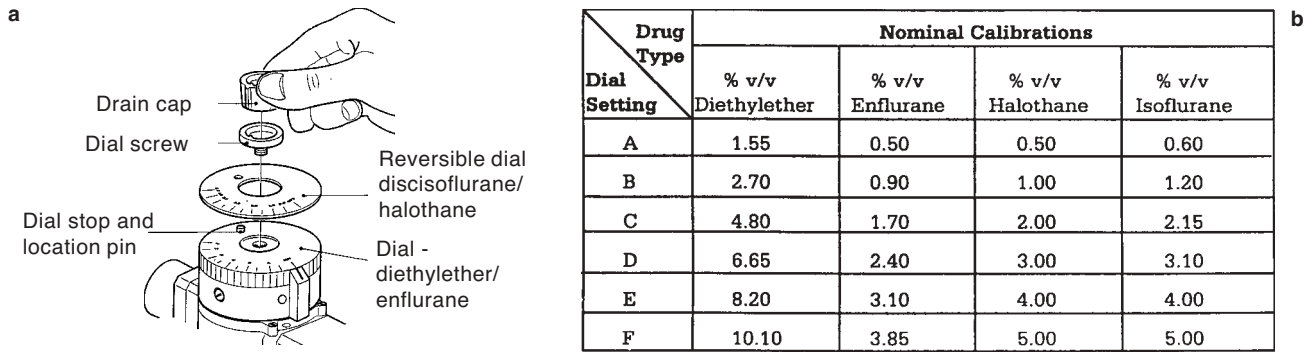 a
Drain cap
Dial screw
Reversible dial
discisoflurane/
halothane
Dial stop and
location pin
Dial -
diethylether/
enflurane
b
Drug
Type
Dial
Setting
Nominal Calibrations
% v/v
Diethylether
% v/v
Enflurane
% v/v
Halothane
% v/v
Isoflurane
A 1.55 0.50 0.50 0.60
B 2.70 0.90 1.00 1.20
C 4.80 1.70 2.00 2.15
D 6.65 2.40 3.00 3.10
E 8.20 3.10 4.00 4.00
F 10.10 3.85 5.00 5.00